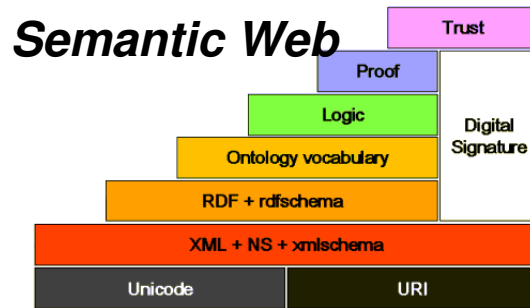 Semantic Web
Trust
Proof
Logic
Digital
Signature
Ontology vocabulary
RDF + rdfschema
XML + NS + xmlschema
Unicode
URI